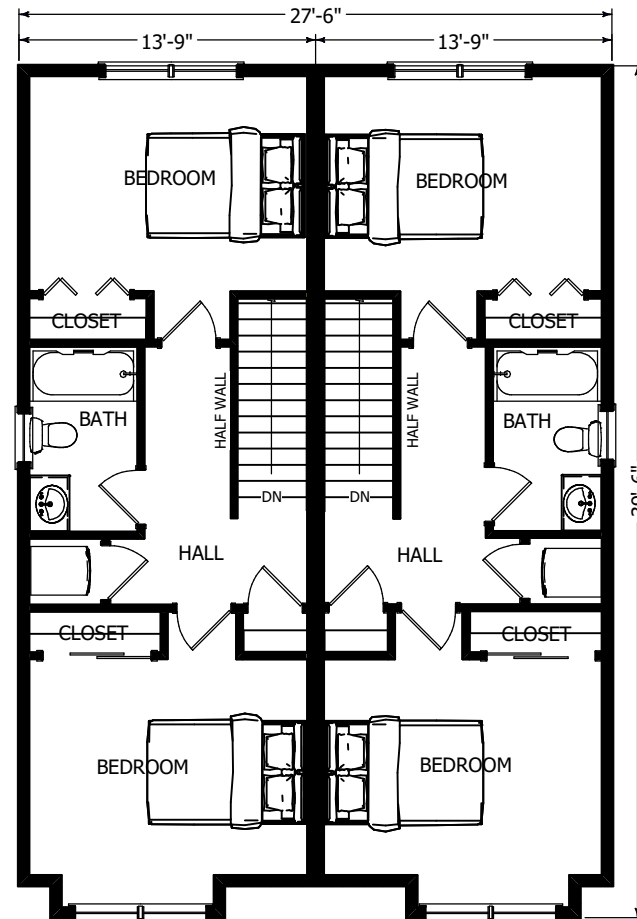 27'-6"
13'-9" 13'-9"
BEDROOM BEDROOM
CLOSET CLOSET
HALF WALL HALF WALL
BATH BATH
DN DN
HALL HALL
CLOSET CLOSET
BEDROOM BEDROOM